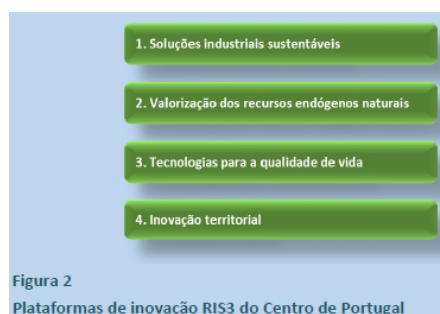 1. Soluções industriais sustentáveis
2. Valorização dos recursos endógenos naturais
3. Tecnologias para a qualidade de vida
4. Inovação territorial
Figura 2
Plataformas de inovação RIS3 do Centro de Portugal